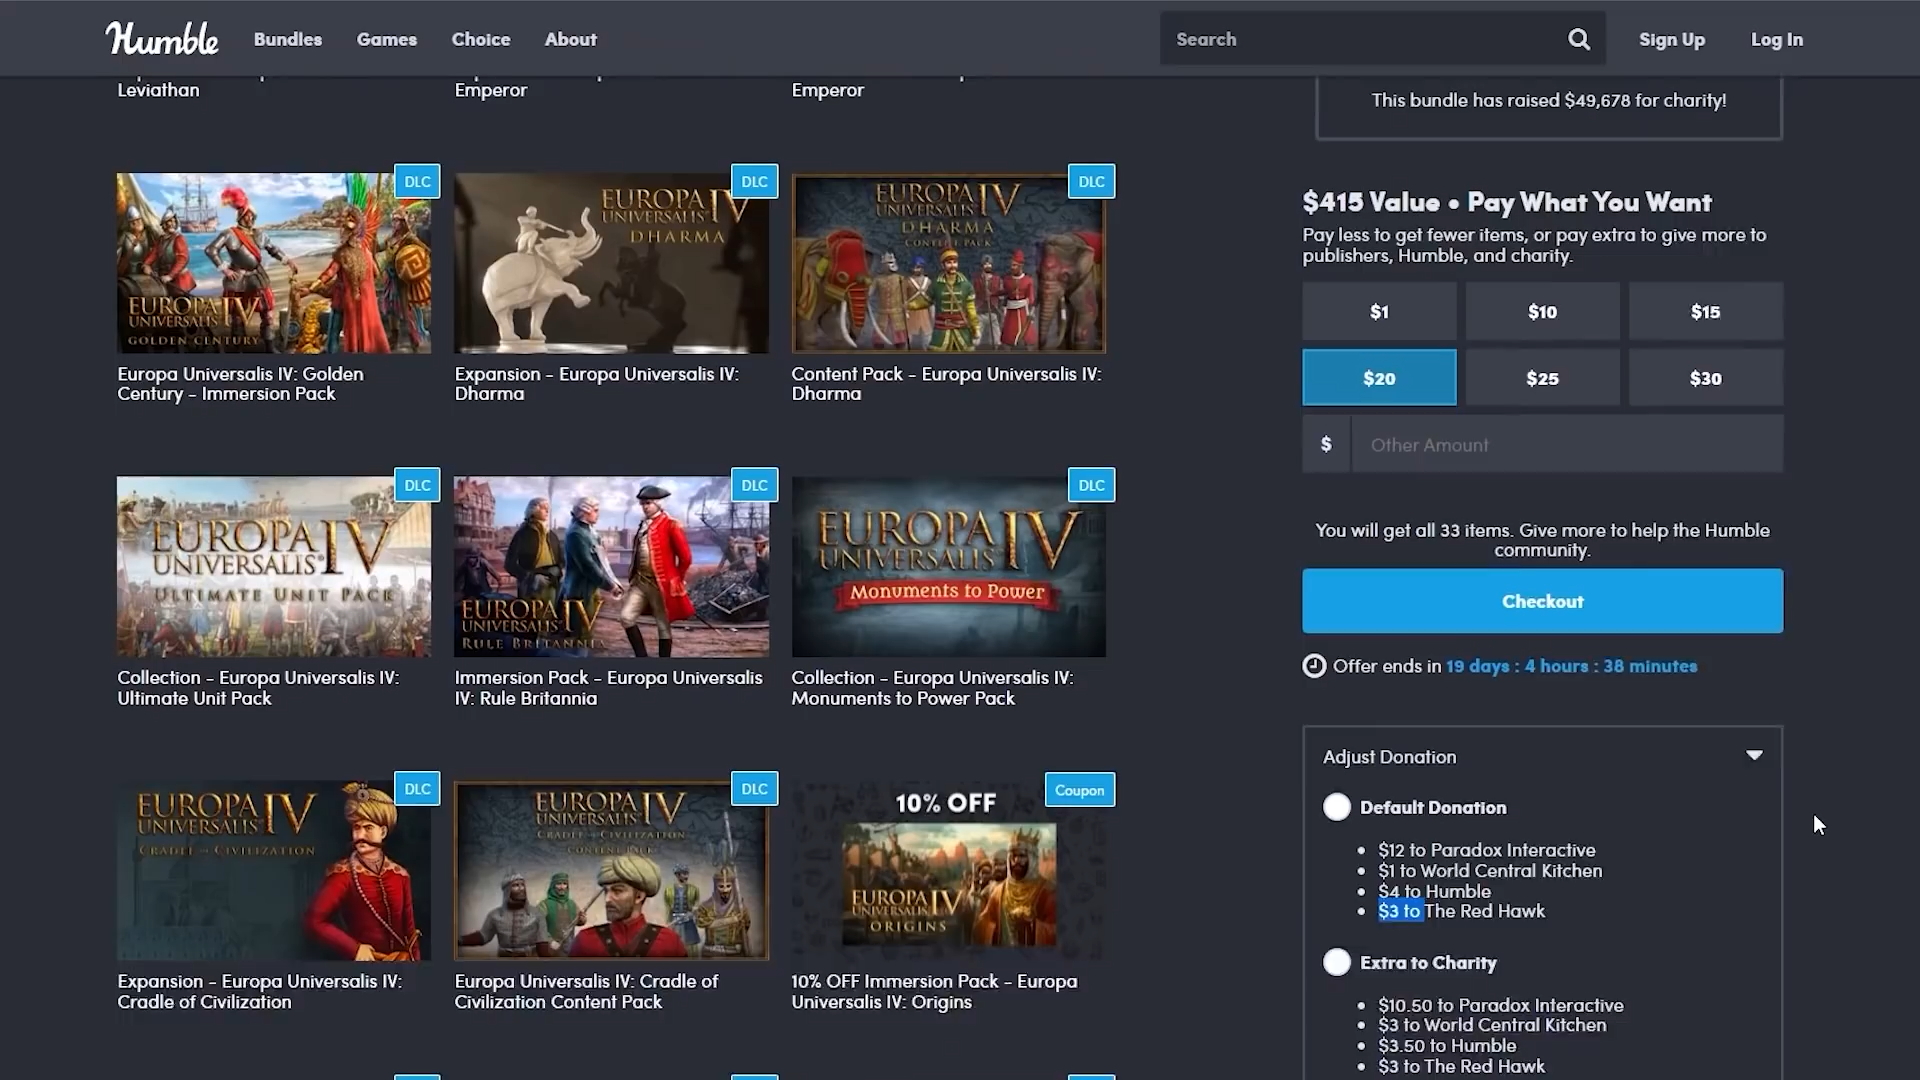 Humble
Bundles
Games
Choice
About
Search
Sign Up
Log In
Leviathan
Emperor
Emperor
This bundle has raised $49,678 for charity!
DLC
EUROPA
UNIVERSALIS IV
GOLDEN CENTURY
Europa Universalis IV: Golden
Century - Immersion Pack
DLC
EUROPA
UNIVERSALIS IV
DHARMA
Expansion - Europa Universalis IV:
Dharma
DLC
EUROPA
UNIVERSALIS IV
DHARMA
CONTENT PACK
Content Pack - Europa Universalis IV:
Dharma
$415 Value • Pay What You Want
Pay less to get fewer items, or pay extra to give more to
publishers, Humble, and charity.
$1
$10
$15
$20
$25
$30
$
Other Amount
DLC
EUROPA
UNIVERSALIS IV
ULTIMATE UNIT PACK
Collection - Europa Universalis IV:
Ultimate Unit Pack
DLC
EUROPA
UNIVERSALIS IV
RULE BRITANNIA
Immersion Pack - Europa Universalis
IV: Rule Britannia
DLC
EUROPA
UNIVERSALIS IV
Monuments to Power
Collection - Europa Universalis IV:
Monuments to Power Pack
You will get all 33 items. Give more to help the Humble
community.
Checkout
Offer ends in 19 days : 4 hours : 38 minutes
DLC
EUROPA
UNIVERSALIS IV
CRADLE OF CIVILIZATION
Expansion - Europa Universalis IV:
Cradle of Civilization
DLC
EUROPA
UNIVERSALIS IV
CRADLE OF CIVILIZATION
CONTENT PACK
Europa Universalis IV: Cradle of
Civilization Content Pack
Coupon
10% OFF
EUROPA
UNIVERSALIS IV
ORIGINS
10% OFF Immersion Pack - Europa
Universalis IV: Origins
Adjust Donation
Default Donation
• $12 to Paradox Interactive
• $1 to World Central Kitchen
• $4 to Humble
• $3 to The Red Hawk
Extra to Charity
• $10.50 to Paradox Interactive
• $3 to World Central Kitchen
• $3.50 to Humble
• $3 to The Red Hawk